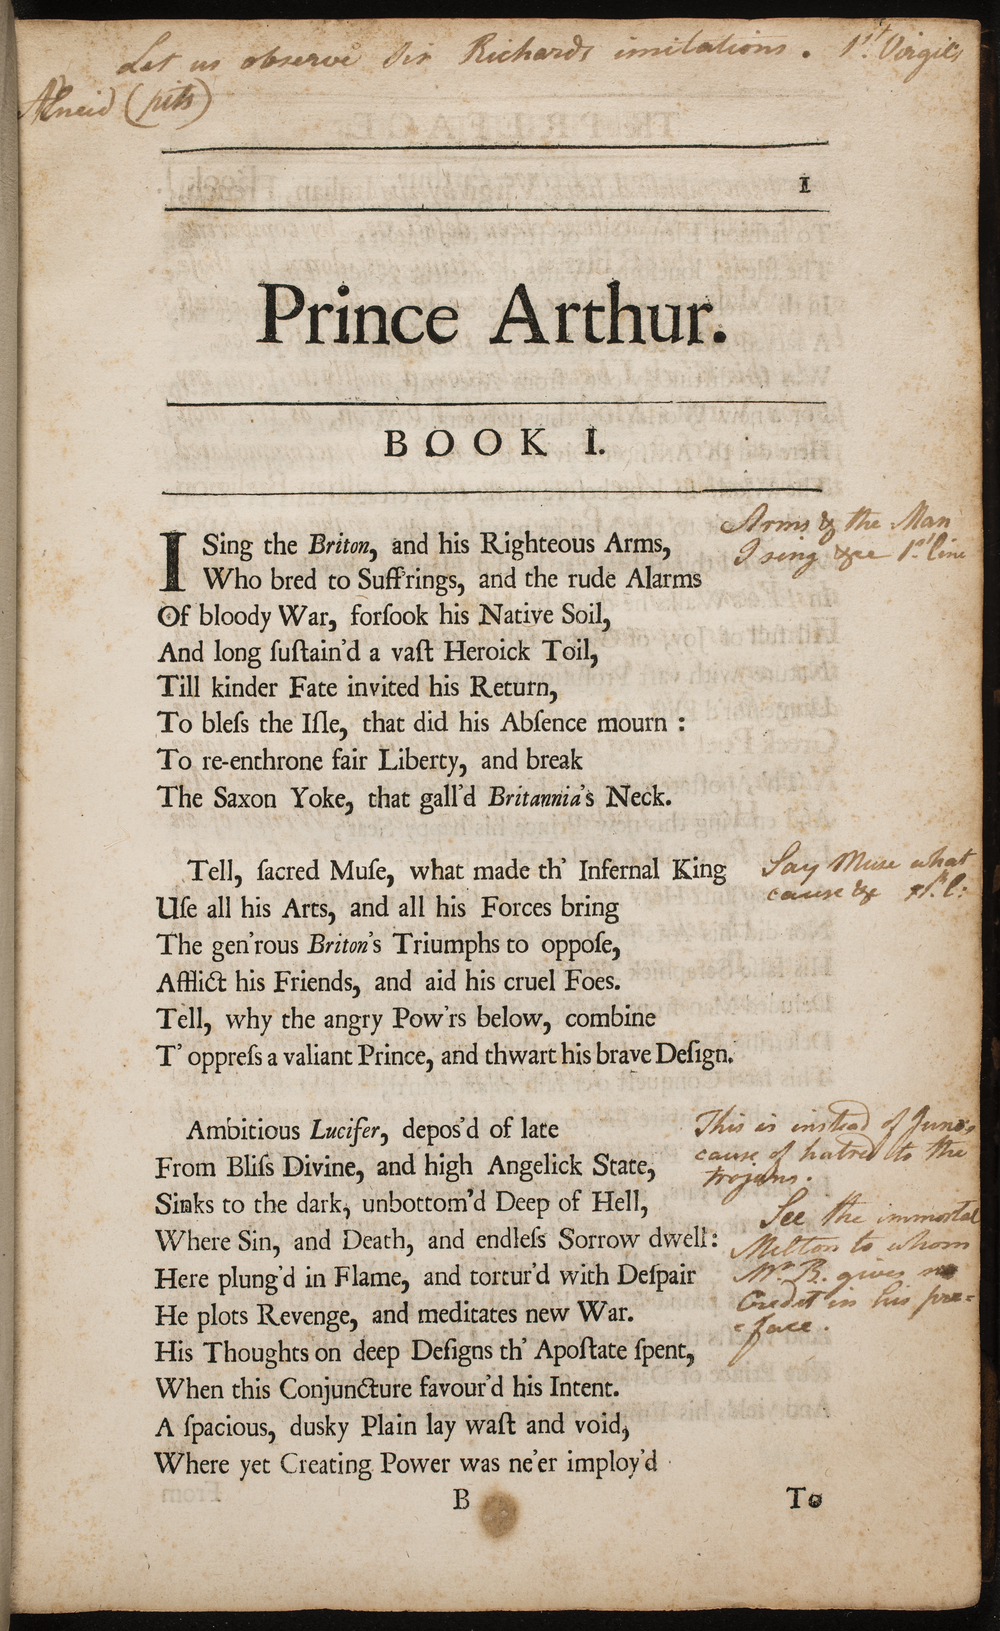 Let us observe Sir Richards imitations. 1.st Virgil's
Æneid
1
Prince Arthur.
BOOK I.
Arms & the Man
I sing &ce 1.st line
I Sing the Briton, and his Righteous Arms,
Who bred to Suff'rings, and the rude Alarms
Of bloody War, forſook his Native Soil,
And long ſuſtain'd a vaſt Heroick Toil,
Till kinder Fate invited his Return,
To bleſs the Iſle, that did his Abſence mourn :
To re-enthrone fair Liberty, and break
The Saxon Yoke, that gall'd Britannia's Neck.
Tell, ſacred Muſe, what made th' Infernal King
Say Muse what
cause &
Uſe all his Arts, and all his Forces bring
The gen'rous Briton's Triumphs to oppoſe,
Afflict his Friends, and aid his cruel Foes.
Tell, why the angry Pow'rs below, combine
T' oppreſs a valiant Prince, and thwart his brave Deſign.
Ambitious Lucifer, depos'd of late
This is instead of Juno's
cause of hatred to the
trojans.
From Bliſs Divine, and high Angelick State,
Sinks to the dark, unbottom'd Deep of Hell,
See the immortal
Milton to whom
Mr. B. gives no
Credit in his pre=
=face.
Where Sin, and Death, and endleſs Sorrow dwell:
Here plung'd in Flame, and tortur'd with Deſpair
He plots Revenge, and meditates new War.
His Thoughts on deep Deſigns th' Apoſtate ſpent,
When this Conjuncture favour'd his Intent.
A ſpacious, dusky Plain lay waſt and void,
Where yet Creating Power was ne'er imploy'd
B To